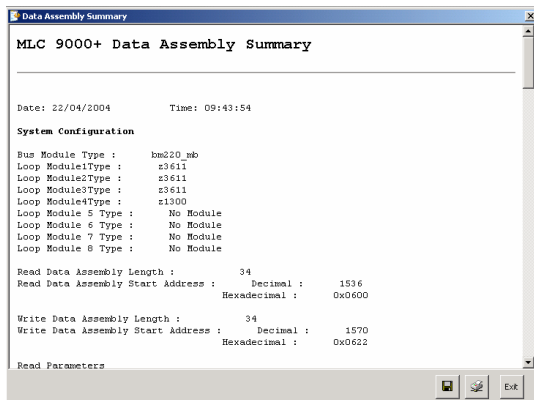 Data Assembly Summary
MLC 9000+ Data Assembly Summary
Date: 22/04/2004 Time: 09:43:54
System Configuration
Bus Module Type : bm220_mb
Loop Module1Type : z3611
Loop Module2Type : z3611
Loop Module3Type : z3611
Loop Module4Type : z1300
Loop Module 5 Type : No Module
Loop Module 6 Type : No Module
Loop Module 7 Type : No Module
Loop Module 8 Type : No Module
Read Data Assembly Length : 34
Read Data Assembly Start Address : Decimal : 1536
Hexadecimal : 0x0600
Write Data Assembly Length : 34
Write Data Assembly Start Address : Decimal : 1570
Hexadecimal : 0x0622
Read Parameters
Exit